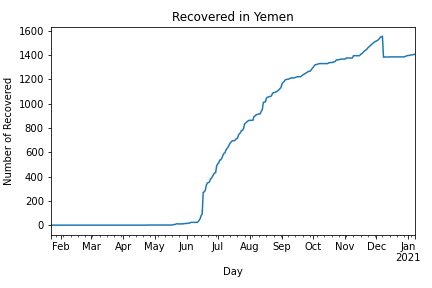 Recovered in Yemen
Number of Recovered
1600
1400
1200
1000
800
600
400
200
0
Feb Mar Apr May Jun Jul Aug Sep Oct Nov Dec Jan
2021
Day